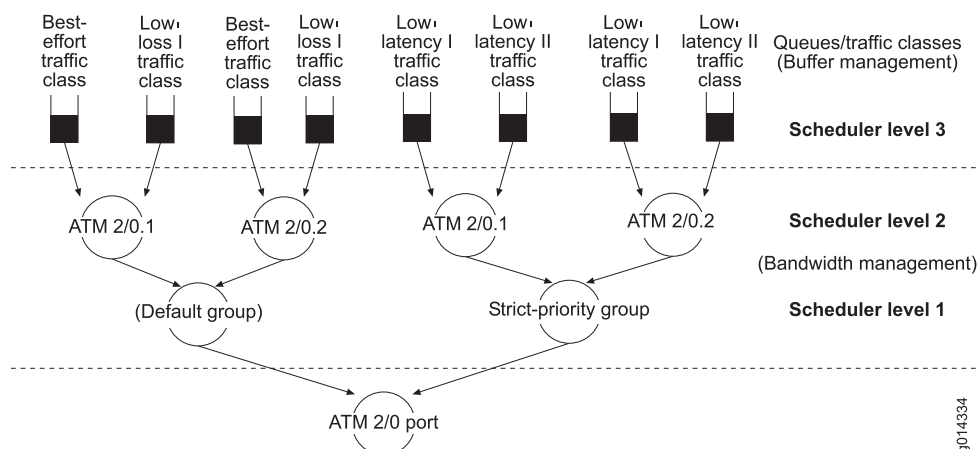 Best-
effort
traffic
class
Low-
loss I
traffic
class
Best-
effort
traffic
class
Low-
loss I
traffic
class
Low-
latency I
traffic
class
Low-
latency II
traffic
class
Low-
latency I
traffic
class
Low-
latency II
traffic
class
Queues/traffic classes
(Buffer management)
Scheduler level 3
ATM 2/0.1
ATM 2/0.2
ATM 2/0.1
ATM 2/0.2
Scheduler level 2
(Bandwidth management)
(Default group)
Strict-priority group
Scheduler level 1
ATM 2/0 port
g014334